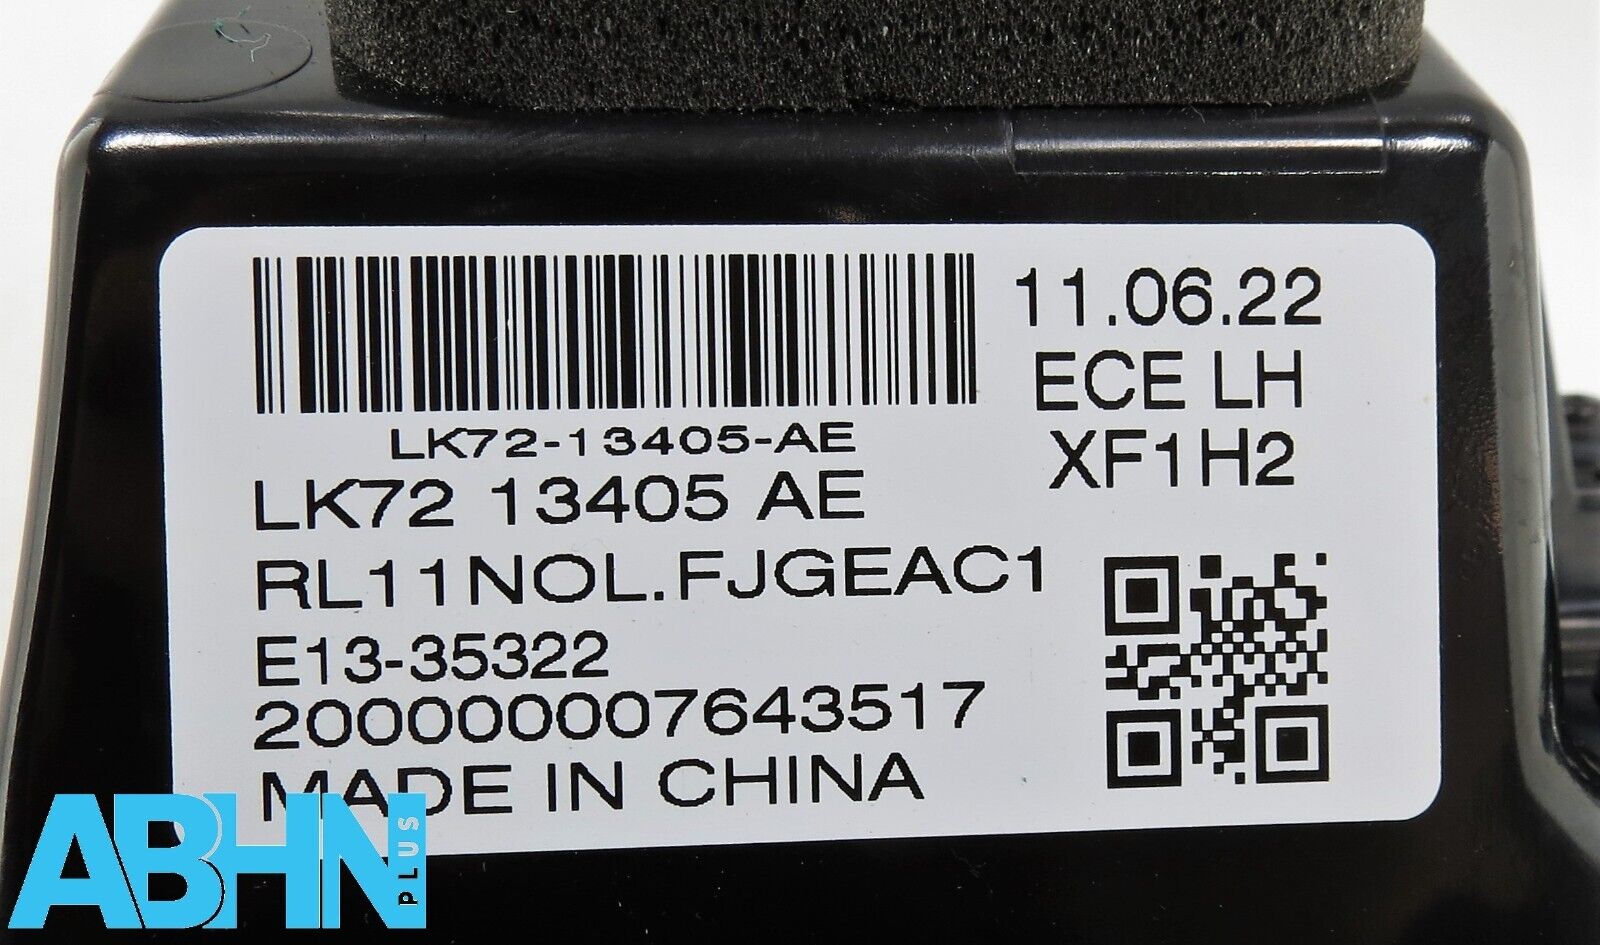 LK72-13405-AE
LK72 13405 AE
RL11NOL.FJGEAC1
E13-35322
200000007643517
MADE IN CHINA
11.06.22
ECE LH
XF1H2
ABHN
PLUS